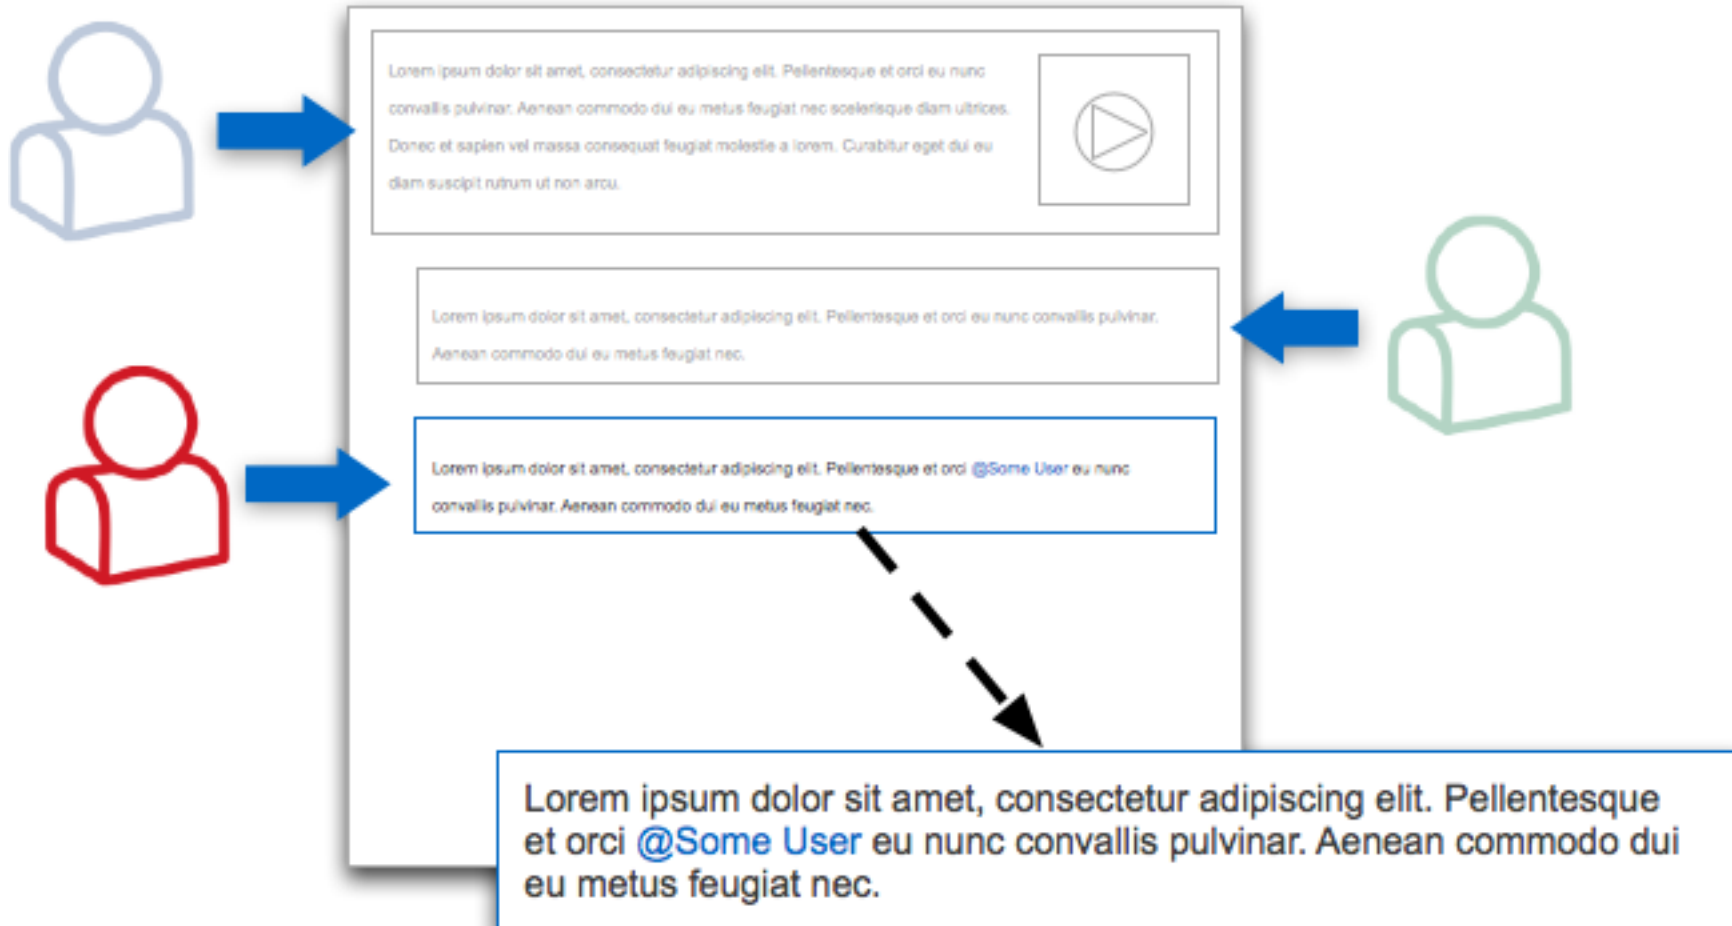 Lorem ipsum dolor sit amet, consectetur adipiscing elit. Pellentesque et orci eu nunc
convallis pulvinar. Aenean commodo dui eu metus feugiat nec scelerisque diam ultrices.
Donec et sapien vel massa consequat feugiat molestie a lorem. Curabitur eget dui eu
diam suscipit rutrum ut non arcu.
Lorem ipsum dolor sit amet, consectetur adipiscing elit. Pellentesque et orci eu nunc convallis pulvinar.
Aenean commodo dui eu metus feugiat nec.
Lorem ipsum dolor sit amet, consectetur adipiscing elit. Pellentesque et orci @Some User eu nunc
convallis pulvinar. Aenean commodo dui eu metus feugiat nec.
Lorem ipsum dolor sit amet, consectetur adipiscing elit. Pellentesque
et orci @Some User eu nunc convallis pulvinar. Aenean commodo dui
eu metus feugiat nec.